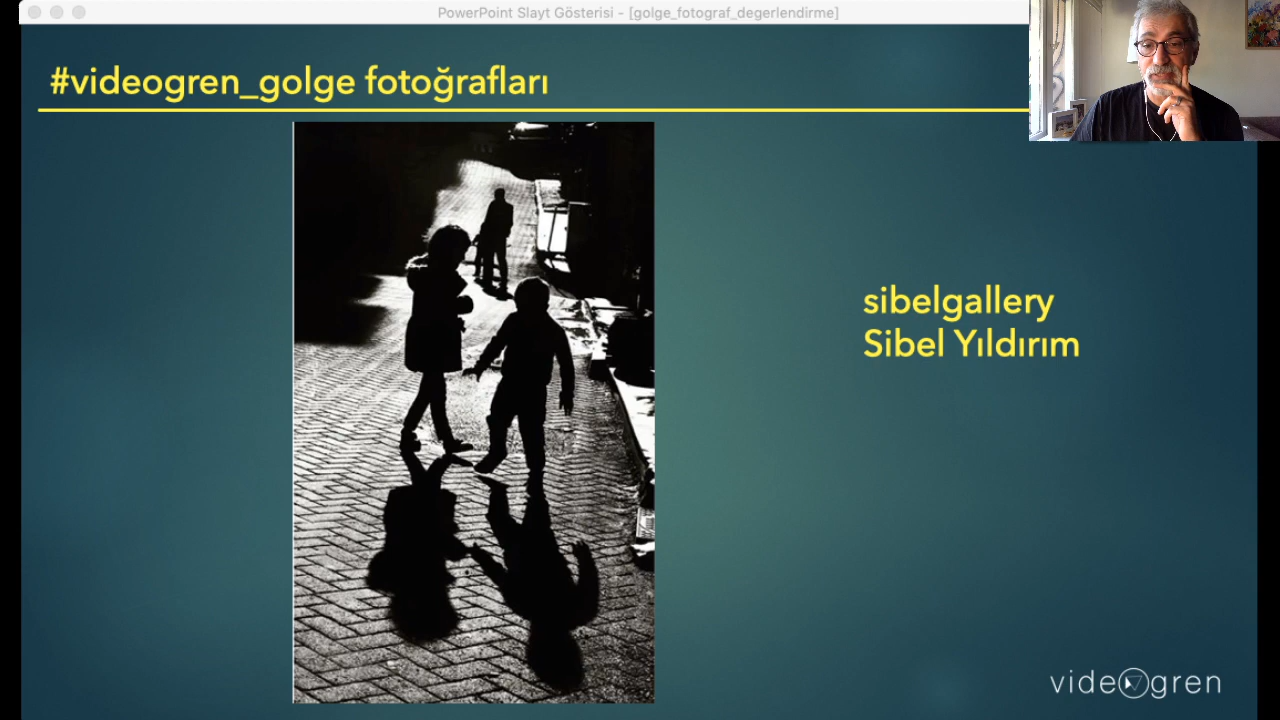 PowerPoint Slayt Gösterisi - [golge_fotograf_degerlendirme]
#videogren_golge fotoğrafları
sibelgallery
Sibel Yıldırım
videogren